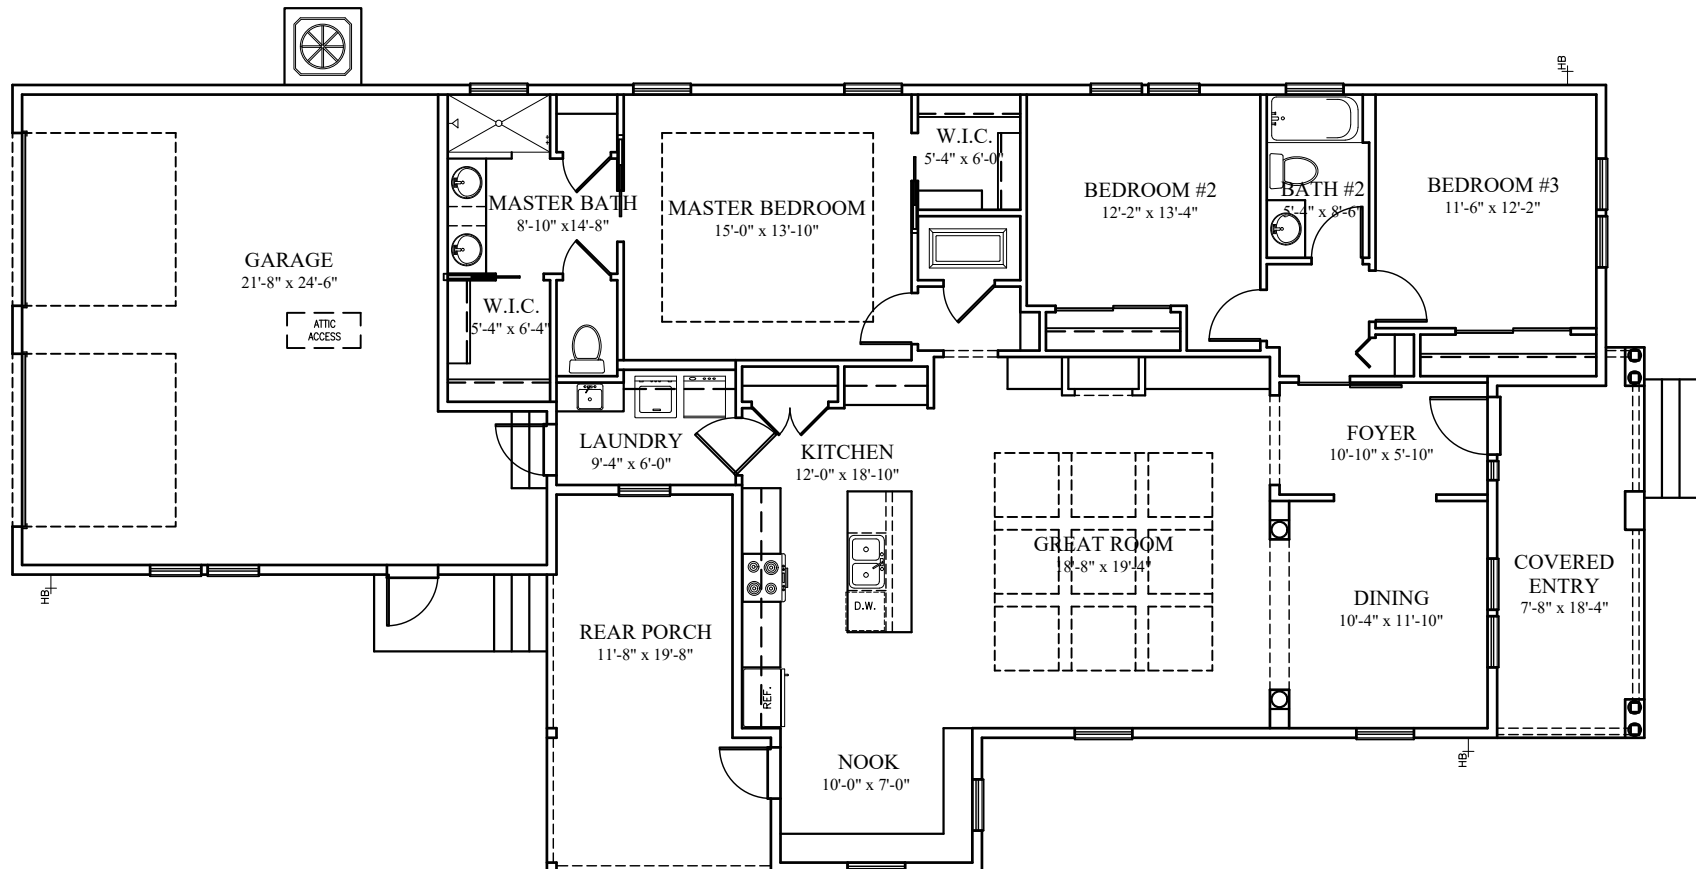 HB
W.I.C.
5'-4" x 6'-0"
BEDROOM #2
12'-2" x 13'-4"
BATH #2
5'-4" x 8'-6"
BEDROOM #3
11'-6" x 12'-2"
MASTER BATH
8'-10" x14'-8"
MASTER BEDROOM
15'-0" x 13'-10"
GARAGE
21'-8" x 24'-6"
W.I.C.
5'-4" x 6'-4"
ATTIC
ACCESS
LAUNDRY
9'-4" x 6'-0"
KITCHEN
12'-0" x 18'-10"
FOYER
10'-10" x 5'-10"
GREAT ROOM
18'-8" x 19'-4"
COVERED
ENTRY
7'-8" x 18'-4"
HB
D.W.
DINING
10'-4" x 11'-10"
REAR PORCH
11'-8" x 19'-8"
REF.
HB
NOOK
10'-0" x 7'-0"